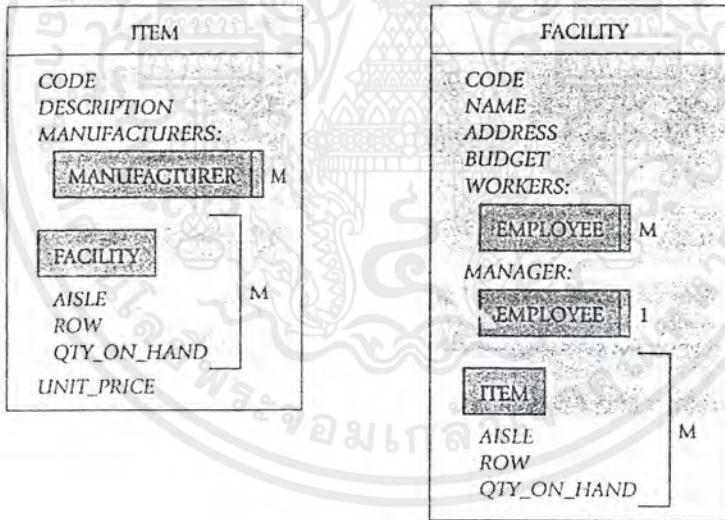 ITEM
CODE
DESCRIPTION
MANUFACTURERS:
MANUFACTURER M
FACILITY
AISLE
ROW
QTY_ON_HAND
M
UNIT_PRICE
FACILITY
CODE
NAME
ADDRESS
BUDGET
WORKERS:
EMPLOYEE M
MANAGER:
EMPLOYEE 1
ITEM
AISLE
ROW
QTY_ON_HAND
M